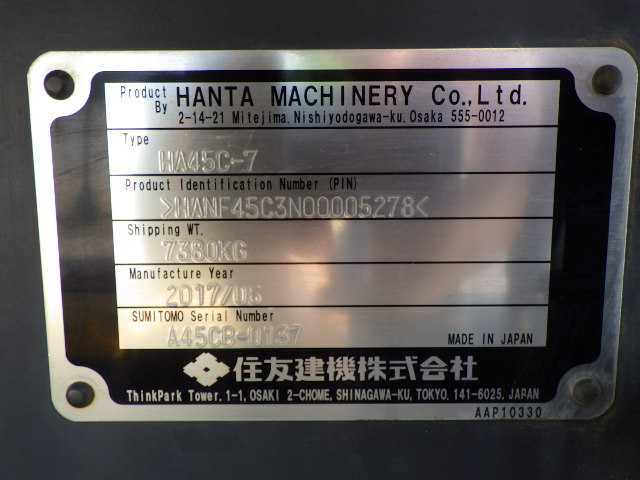 Product By HANTA MACHINERY Co.,Ltd.
2-14-21 Mitejima. Nishiyodogawa-ku. Osaka 555-0012
Type
HA45C-7
Product Identification Number (PIN)
>HANF45C3N00005278<
Shipping WT.
7380KG
Manufacture Year
2017/06
SUMITOMO Serial Number
A45CB-0137
MADE IN JAPAN
住友建機株式会社
ThinkPark Tower. 1-1, OSAKI 2-CHOME, SHINAGAWA-KU, TOKYO. 141-6025, JAPAN
AAP10330